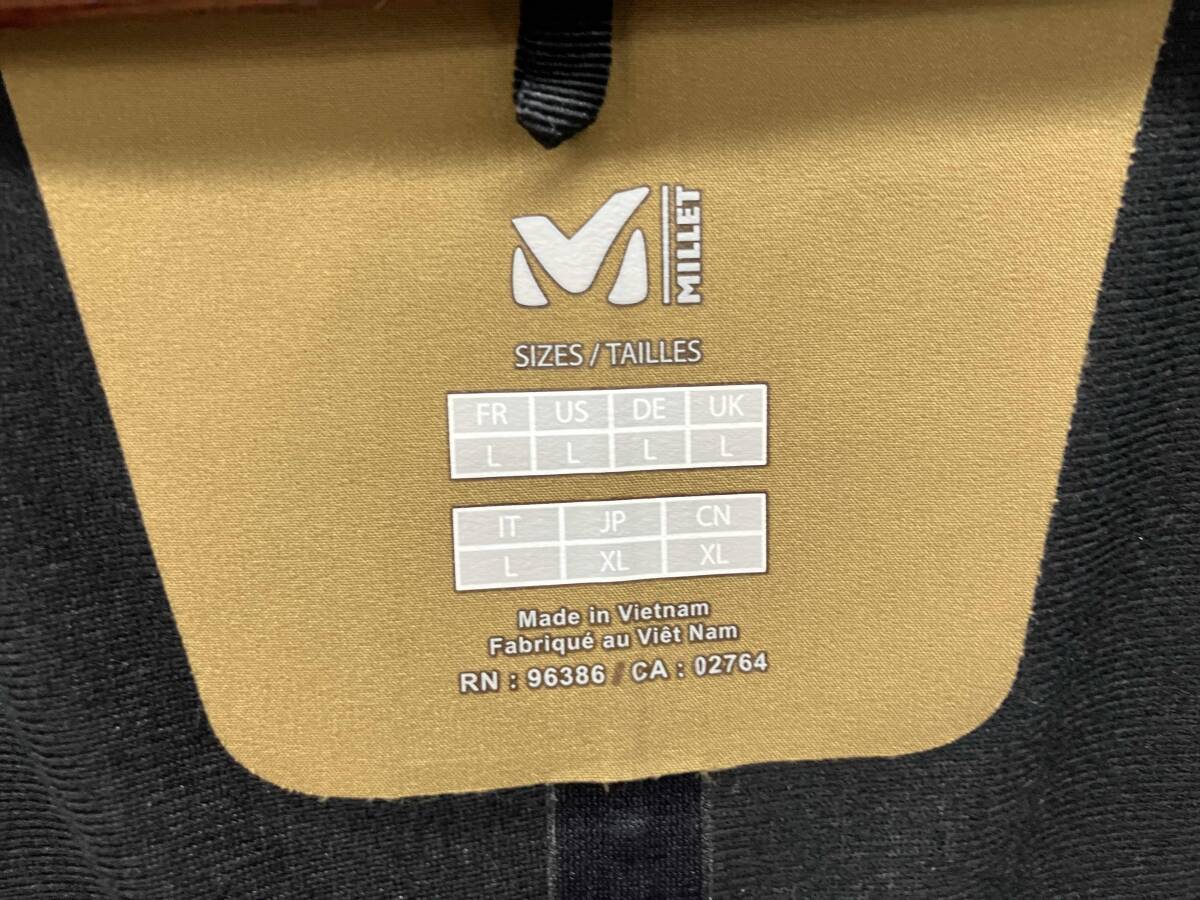 MILLET
SIZES / TAILLES
FR US DE UK
L L L L
IT JP CN
L XL XL
Made in Vietnam
Fabriqué au Viêt Nam
RN : 96386 / CA : 02764